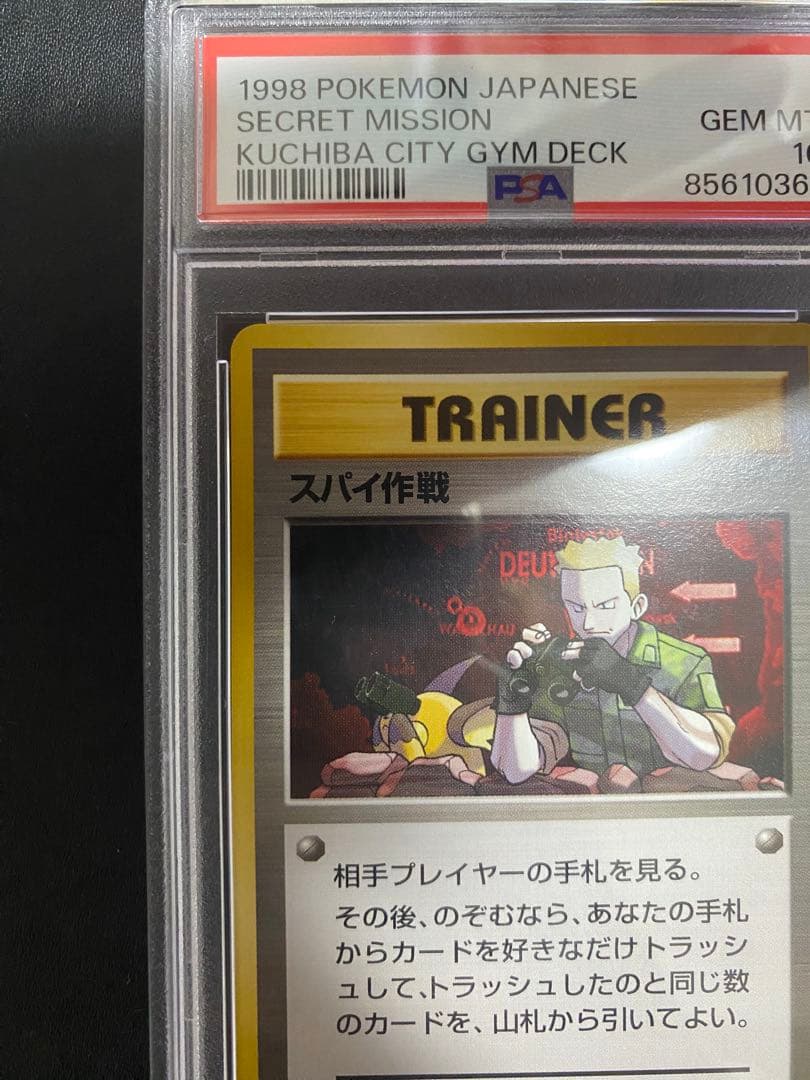 1998 POKEMON JAPANESE
SECRET MISSION GEM MT
KUCHIBA CITY GYM DECK
PSA 8561036
TRAINER
スパイ作戦
相手プレイヤーの手札を見る。
その後、のぞむなら、あなたの手札
からカードを好きなだけトラッシ
ュして、トラッシュしたのと同じ数
のカードを、山札から引いてよい。